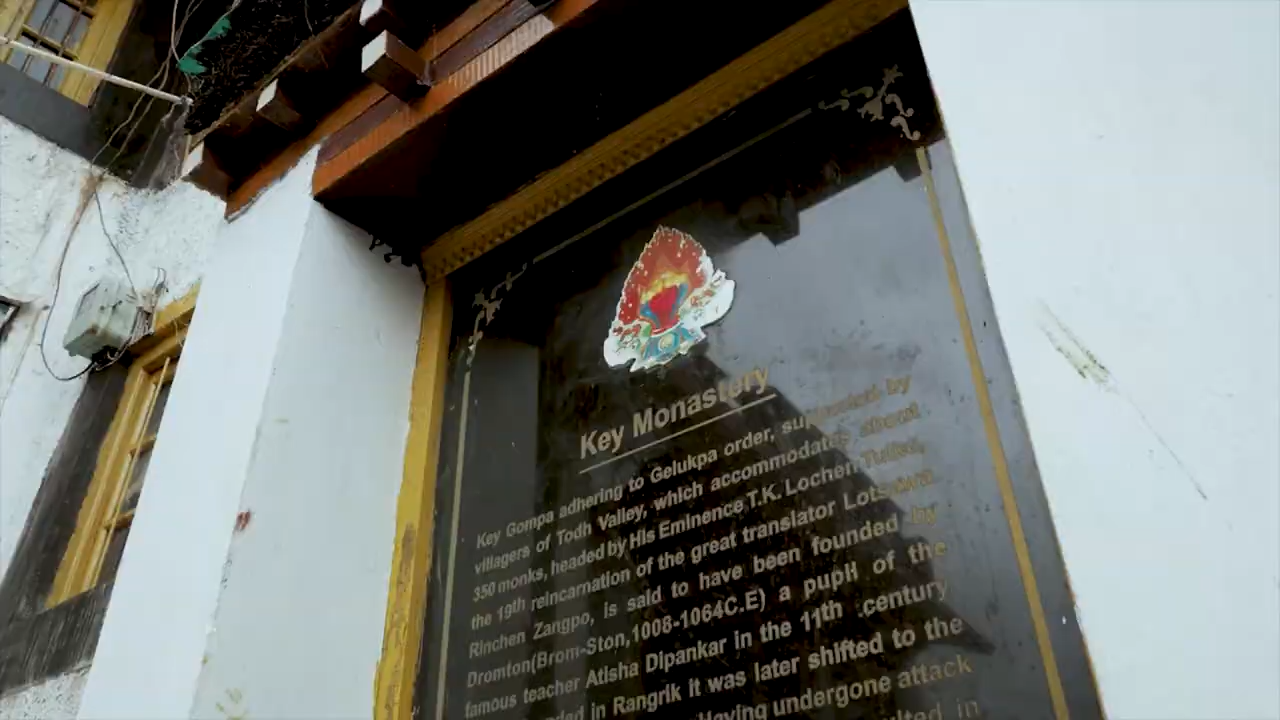 Key Monastery
Key Gompa adhering to Gelukpa order, supported by
villagers of Todh Valley, which accommodates about
350 monks, headed by His Eminence T.K. Lochen Tulku,
the 19th reincarnation of the great translator Lotsawa
Rinchen Zangpo, is said to have been founded by
Dromton(Brom-Ston,1008-1064C.E) a pupil of the
famous teacher Atisha Dipankar in the 11th century
in Rangrik it was later shifted to the
Having undergone attack
in